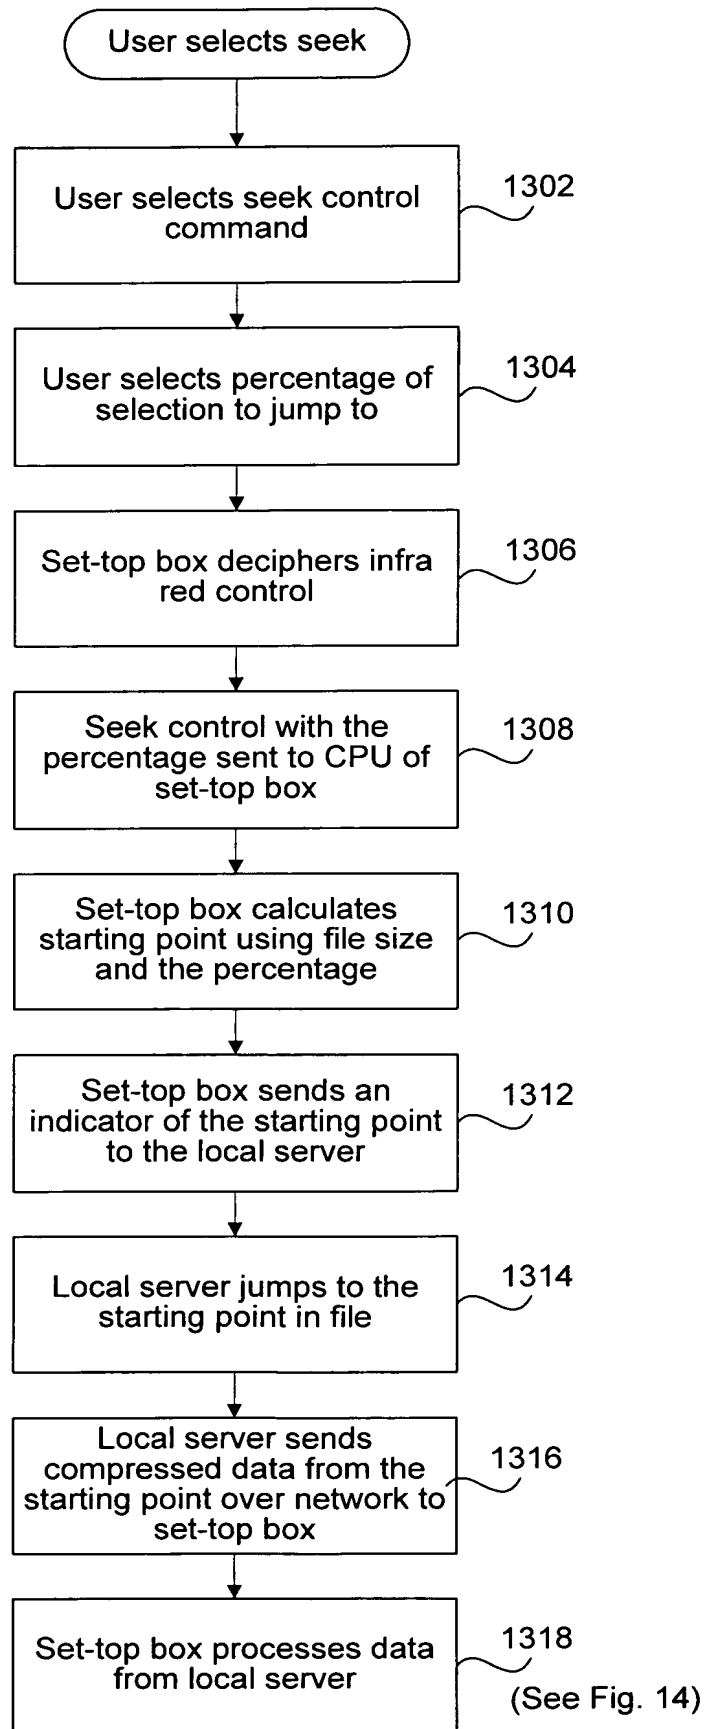 User selects seek
User selects seek control
command
1302
User selects percentage of
selection to jump to
1304
Set-top box deciphers infra
red control
1306
Seek control with the
percentage sent to CPU of
set-top box
1308
Set-top box calculates
starting point using file size
and the percentage
1310
Set-top box sends an
indicator of the starting point
to the local server
1312
Local server jumps to the
starting point in file
1314
Local server sends
compressed data from the
starting point over network to
set-top box
1316
Set-top box processes data
from local server
1318
(See Fig. 14)